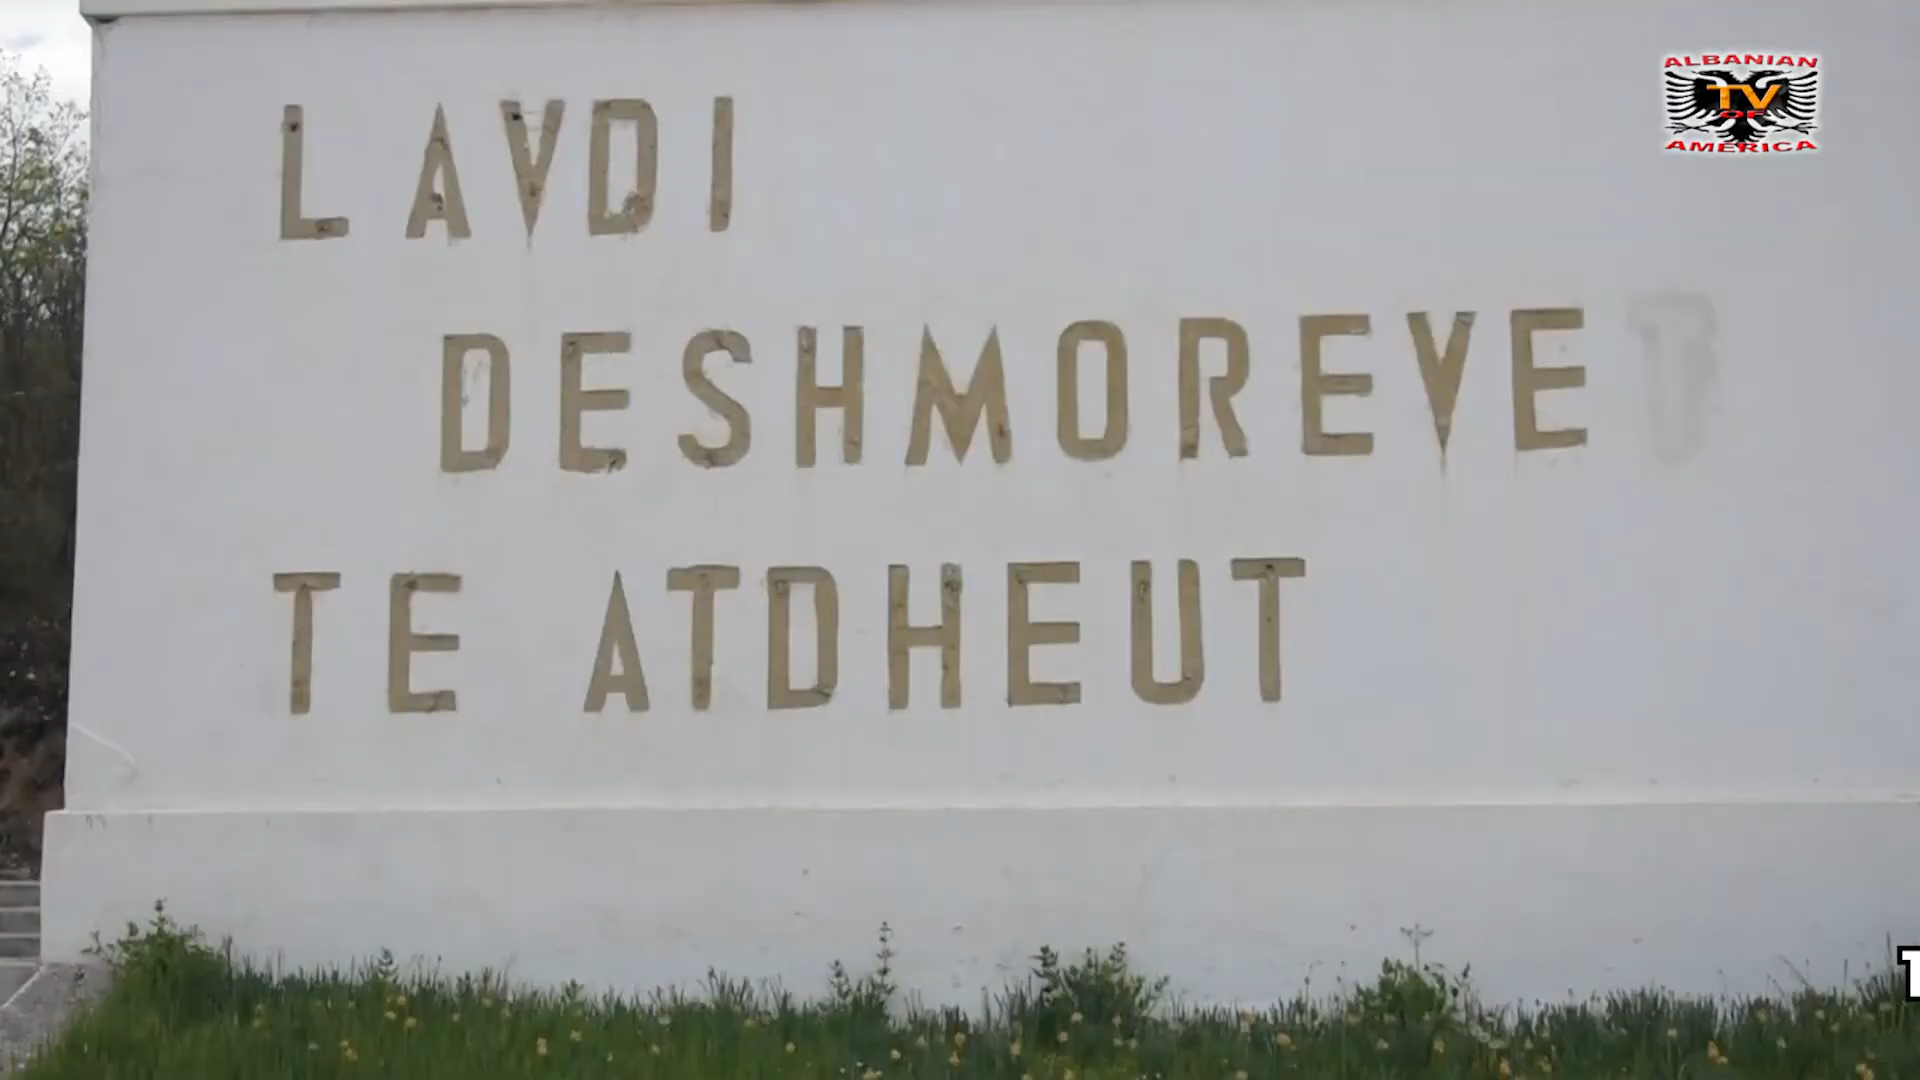 LAVDI
DESHMOREVE
TE ATDHEUT
ALBANIAN
TV
OF
AMERICA